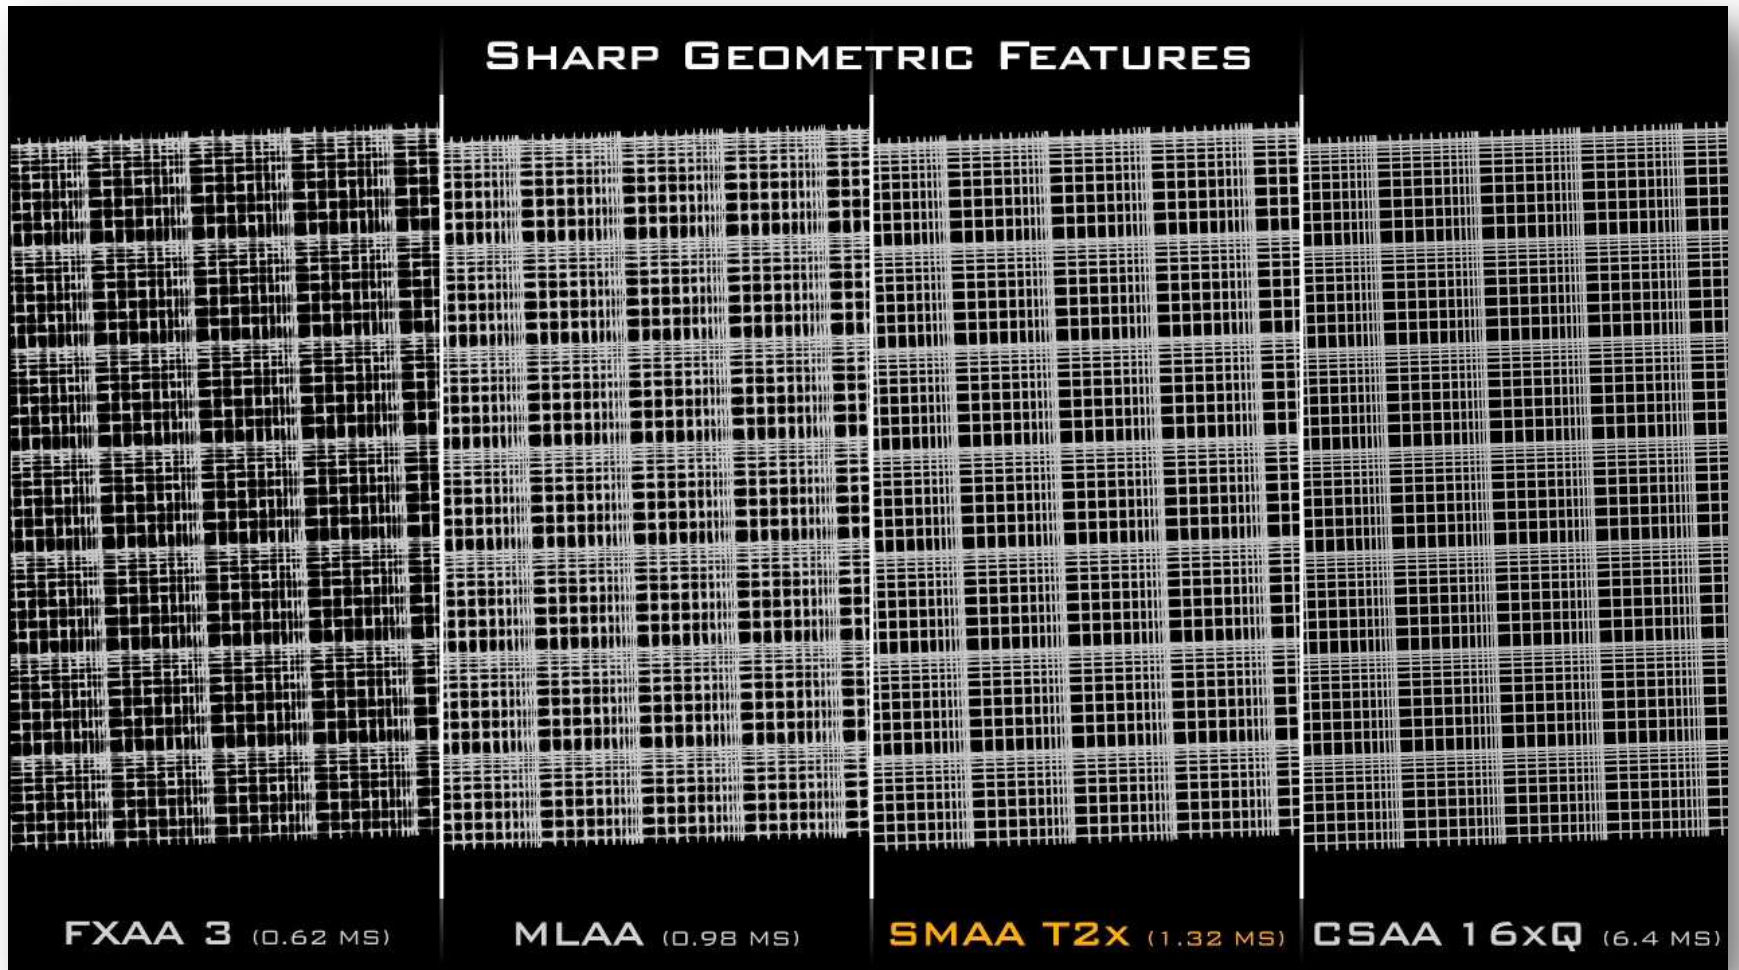 SHARP GEOMETRIC FEATURES
FXAA 3 (0.62 MS)
MLAA (0.98 MS)
SMAA T2X (1.32 MS)
CSAA 16XQ (6.4 MS)